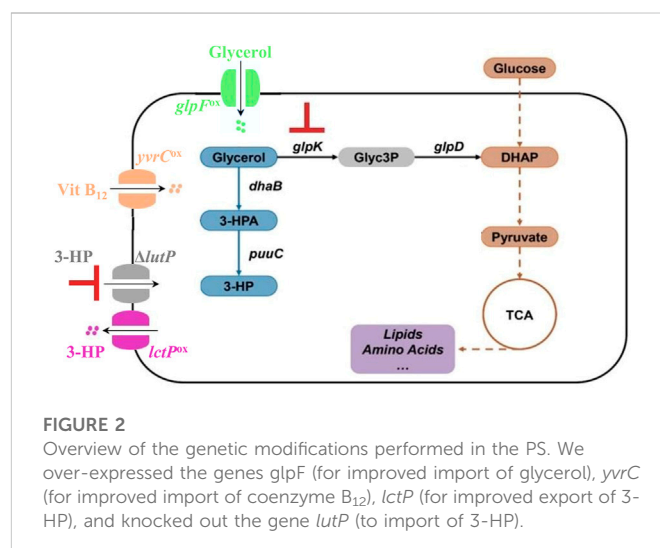 Glycerol
glpF^ox
Glucose
yvrC^ox
Vit B₁₂
Glycerol
glpK
Glyc3P
glpD
DHAP
dhaB
3-HPA
puuC
3-HP
Pyruvate
TCA
3-HP
ΔlutP
3-HP
lctP^ox
Lipids
Amino Acids
...
FIGURE 2
Overview of the genetic modifications performed in the PS. We
over-expressed the genes glpF (for improved import of glycerol), yvrC
(for improved import of coenzyme B₁₂), lctP (for improved export of 3-
HP), and knocked out the gene lutP (to import of 3-HP).